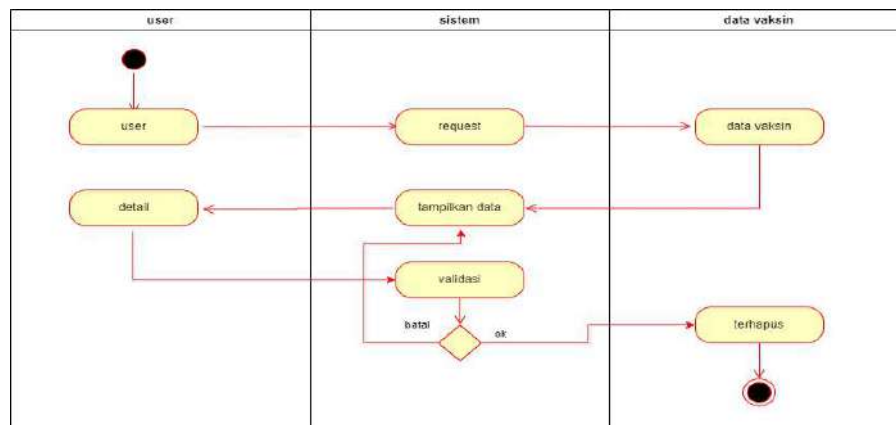 user
sistem
data vaksin
user
request
data vaksin
detail
tampilkan data
validasi
batal
ok
terhapus